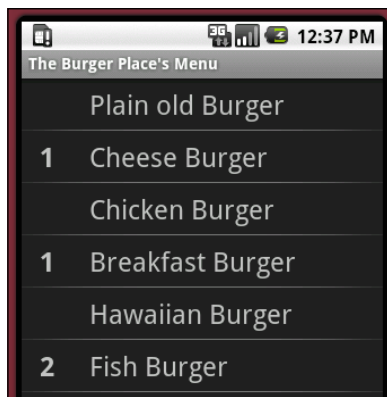 3G 12:37 PM
The Burger Place's Menu
Plain old Burger
1 Cheese Burger
Chicken Burger
1 Breakfast Burger
Hawaiian Burger
2 Fish Burger